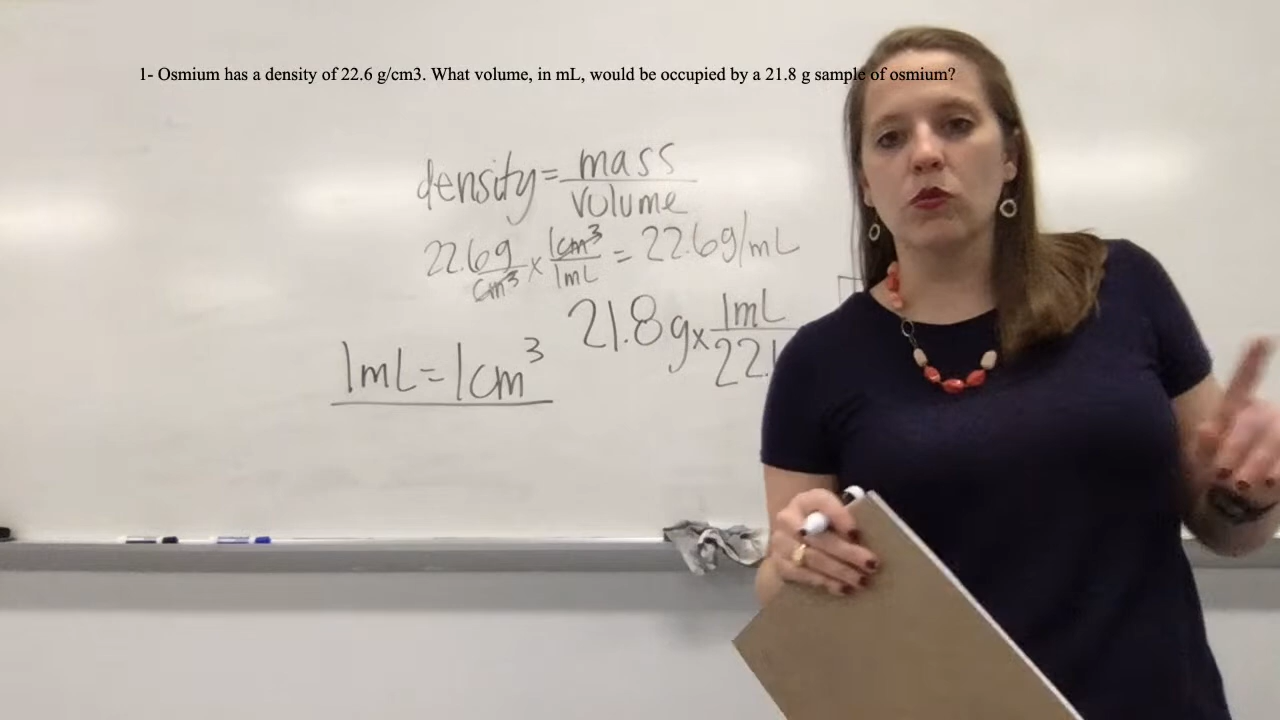 1- Osmium has a density of 22.6 g/cm3. What volume, in mL, would be occupied by a 21.8 g sample of osmium?
density = mass / volume
22.6g / cm³ x 1cm³ / 1mL = 22.6g/mL
21.8g x 1mL / 22.
1mL = 1cm³